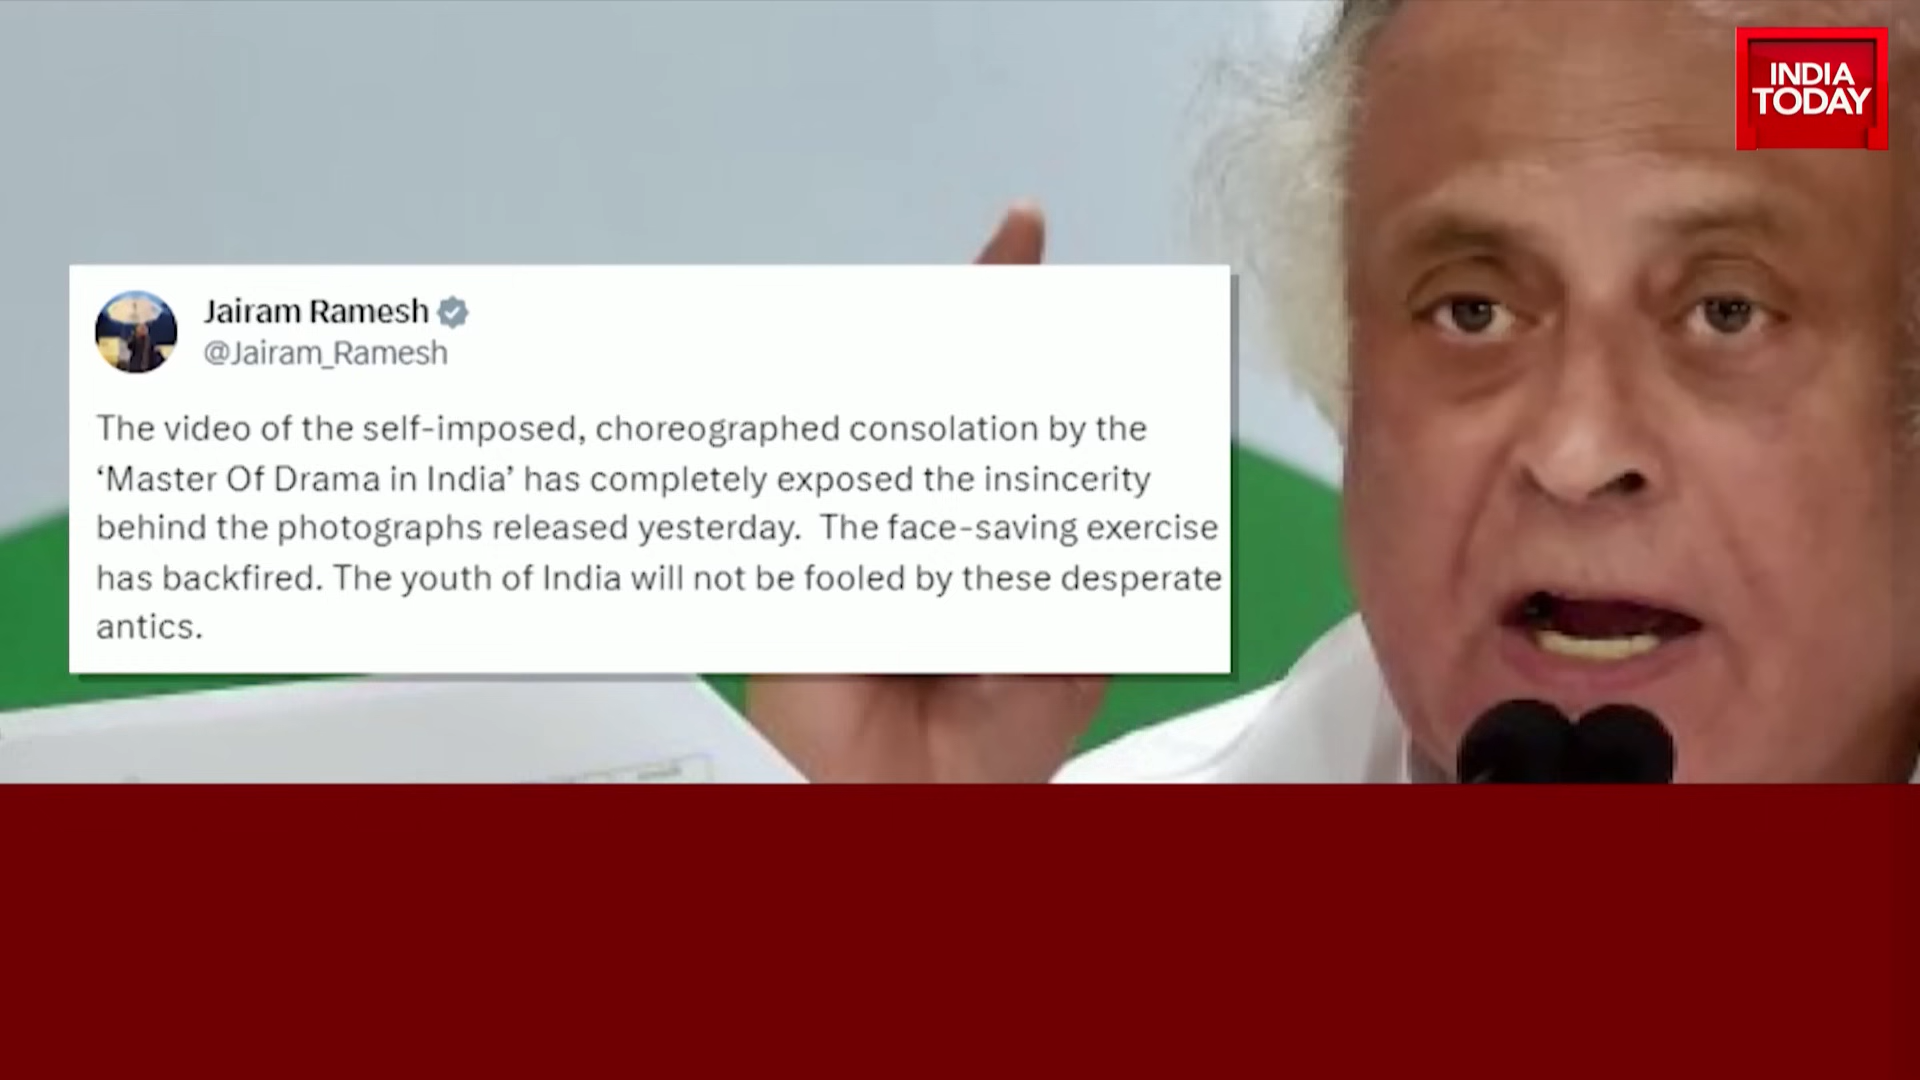 INDIA
TODAY
Jairam Ramesh
@Jairam_Ramesh
The video of the self-imposed, choreographed consolation by the
‘Master Of Drama in India’ has completely exposed the insincerity
behind the photographs released yesterday.  The face-saving exercise
has backfired. The youth of India will not be fooled by these desperate
antics.